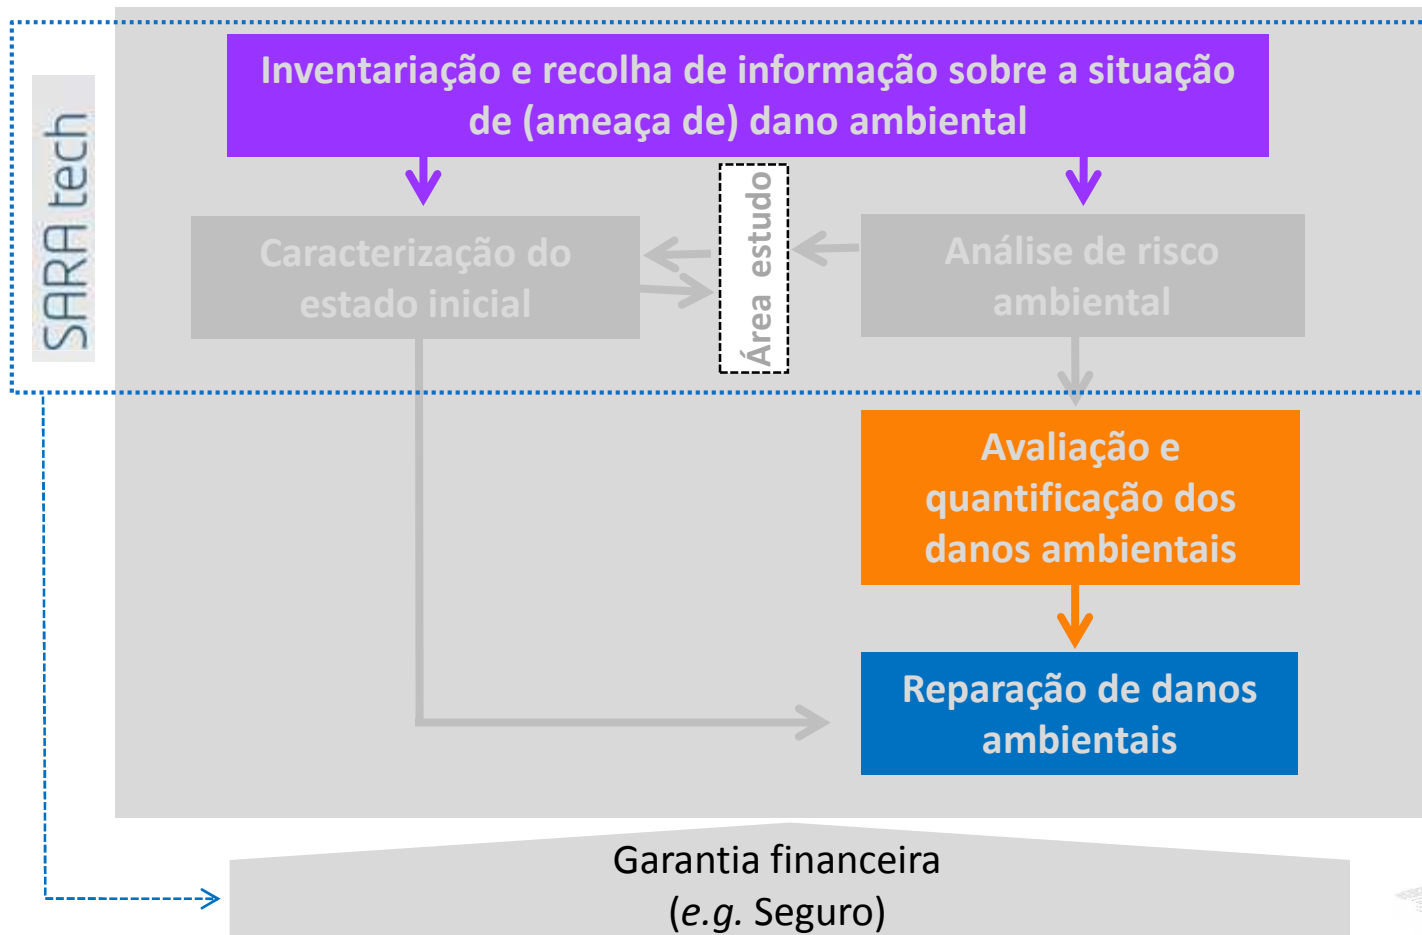 SARA tech
Inventariação e recolha de informação sobre a situação
de (ameaça de) dano ambiental
Caracterização do
estado inicial
Área estudo
Análise de risco
ambiental
Avaliação e
quantificação dos
danos ambientais
Reparação de danos
ambientais
Garantia financeira
(e.g. Seguro)